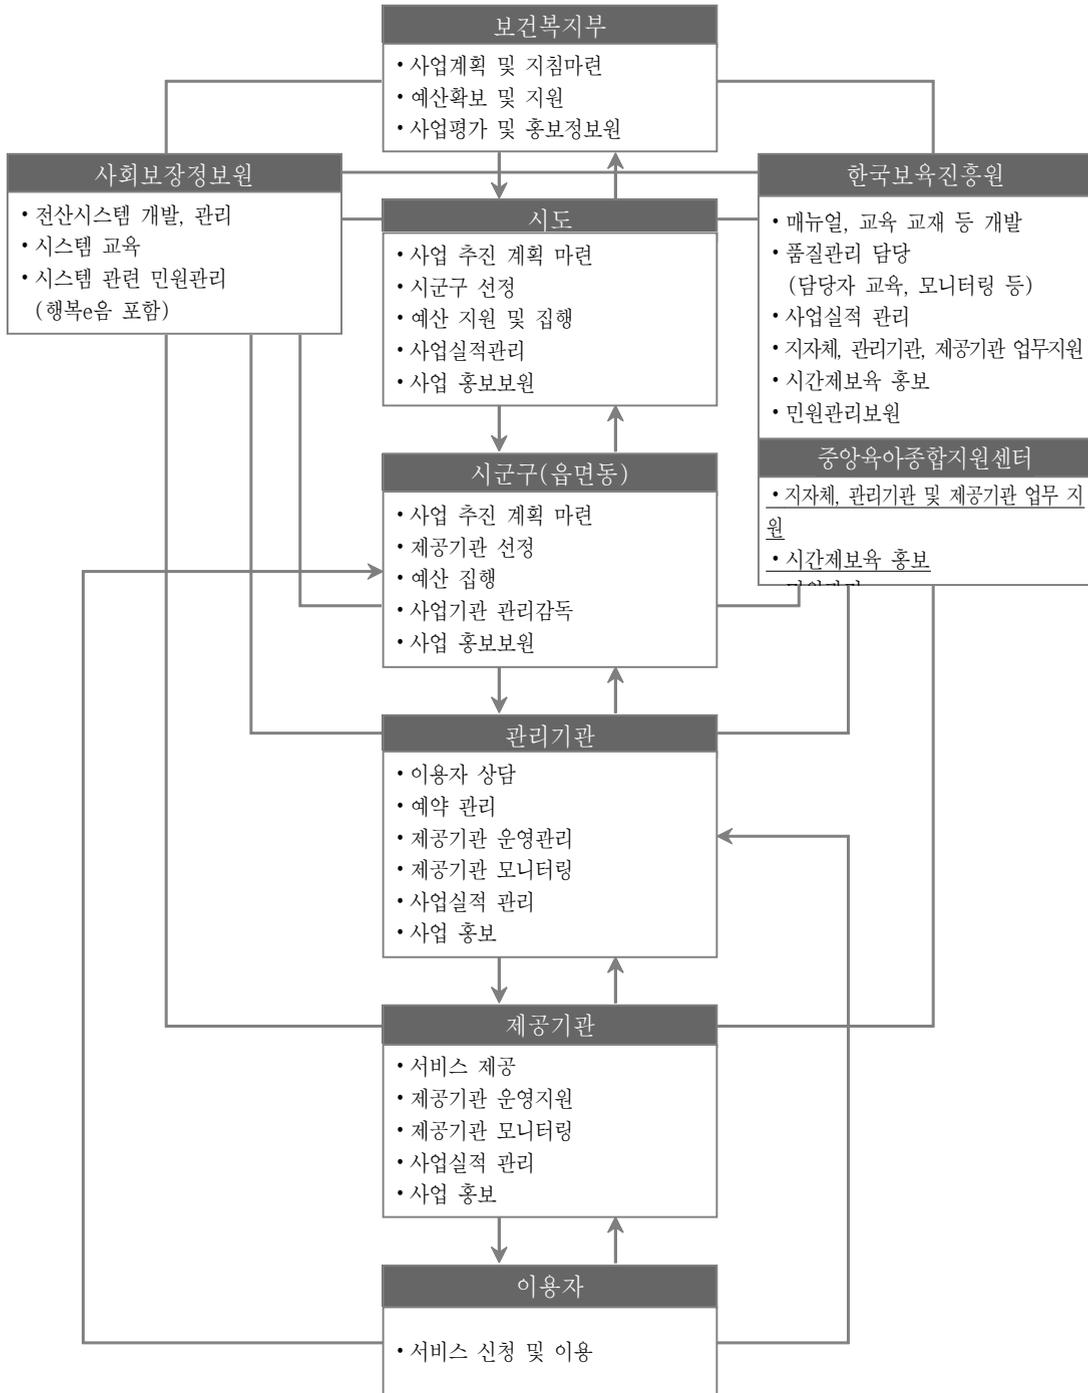 보건복지부
• 사업계획 및 지침마련
• 예산확보 및 지원
• 사업평가 및 홍보정보원
사회보장정보원
• 전산시스템 개발, 관리
• 시스템 교육
• 시스템 관련 민원관리
(행복e음 포함)
한국보육진흥원
• 매뉴얼, 교육 교재 등 개발
• 품질관리 담당
(담당자 교육, 모니터링 등)
• 사업실적 관리
• 지자체, 관리기관, 제공기관 업무지원
• 시간제보육 홍보
• 민원관리보원
중앙육아종합지원센터
• 지자체, 관리기관 및 제공기관 업무 지
원
• 시간제보육 홍보
시도
• 사업 추진 계획 마련
• 시군구 선정
• 예산 지원 및 집행
• 사업실적관리
• 사업 홍보보원
시군구(읍면동)
• 사업 추진 계획 마련
• 제공기관 선정
• 예산 집행
• 사업기관 관리감독
• 사업 홍보보원
관리기관
• 이용자 상담
• 예약 관리
• 제공기관 운영관리
• 제공기관 모니터링
• 사업실적 관리
• 사업 홍보
제공기관
• 서비스 제공
• 제공기관 운영지원
• 제공기관 모니터링
• 사업실적 관리
• 사업 홍보
이용자
• 서비스 신청 및 이용